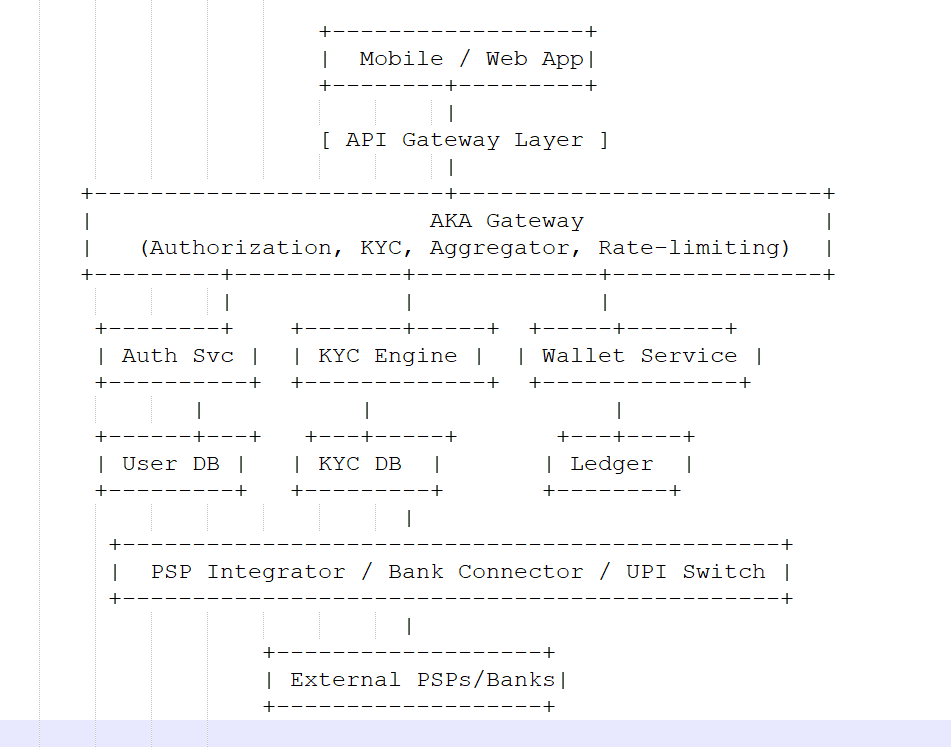 +------------------+
|  Mobile / Web App|
+--------+---------+
|
[ API Gateway Layer ]
|
+--------------------------+--------------------------+
|                        AKA Gateway                 |
|   (Authorization, KYC, Aggregator, Rate-limiting)  |
+---------+------------+-------------+---------------+
|            |             |
+--------+    +-------+-----+  +-----+-------+
| Auth Svc |  | KYC Engine |  | Wallet Service |
+----------+  +-------------+  +--------------+
|           |                 |
+------+---+   +---+-----+       +---+----+
| User DB |   | KYC DB  |       | Ledger  |
+---------+   +---------+       +--------+
|
+-----------------------------------------------+
|  PSP Integrator / Bank Connector / UPI Switch |
+-----------------------------------------------+
|
+-------------------+
| External PSPs/Banks|
+-------------------+